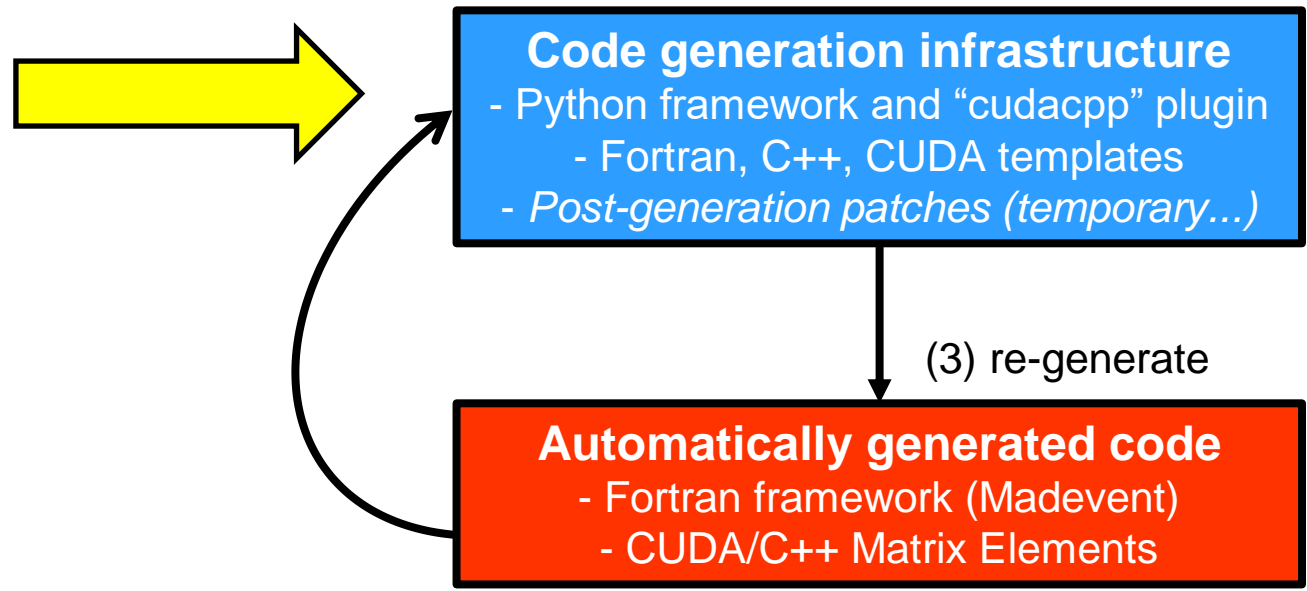 Code generation infrastructure
- Python framework and “cudacpp” plugin
- Fortran, C++, CUDA templates
- Post-generation patches (temporary...)
(3) re-generate
Automatically generated code
- Fortran framework (Madevent)
- CUDA/C++ Matrix Elements